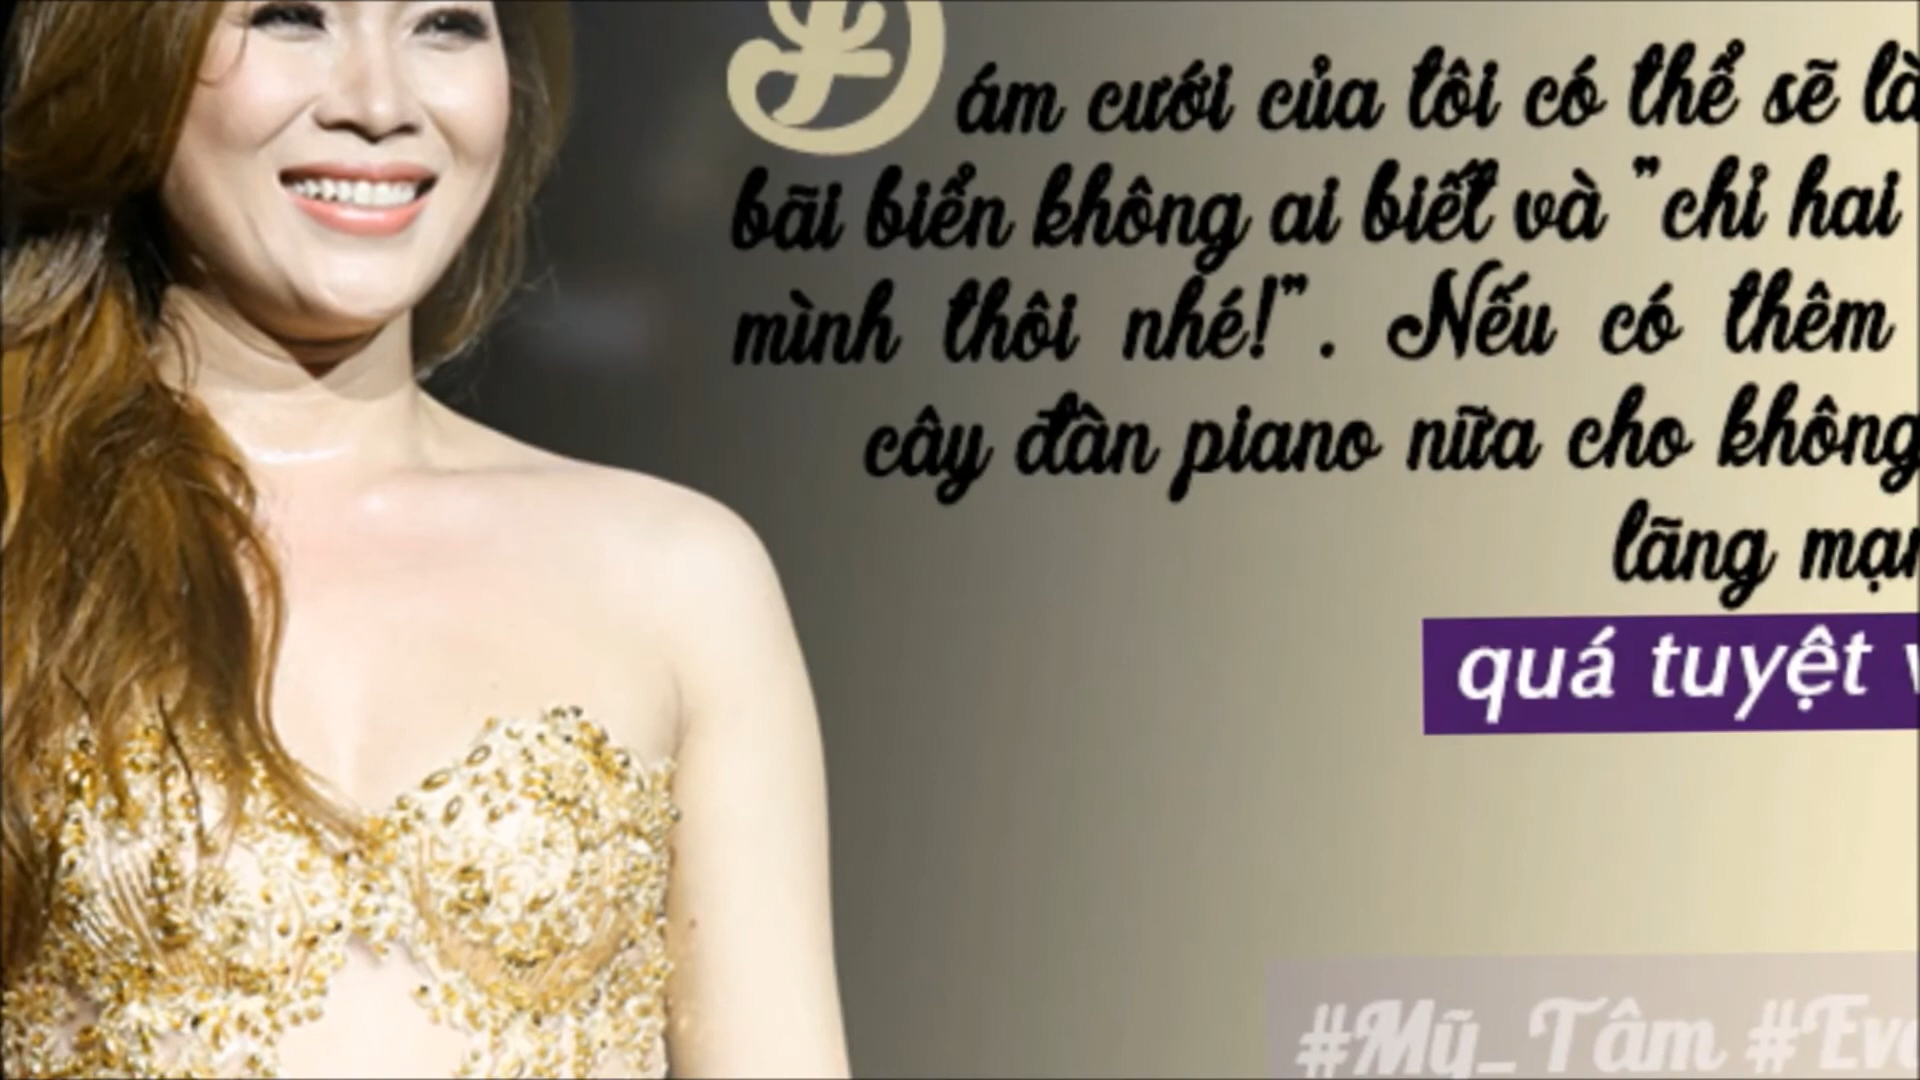 Đám cưới của tôi có thể sẽ là
bãi biển không ai biết và "chỉ hai
mình thôi nhé!". Nếu có thêm
cây đàn piano nữa cho không
lãng mạn
quá tuyệt
#Mỹ_Tâm #Eve